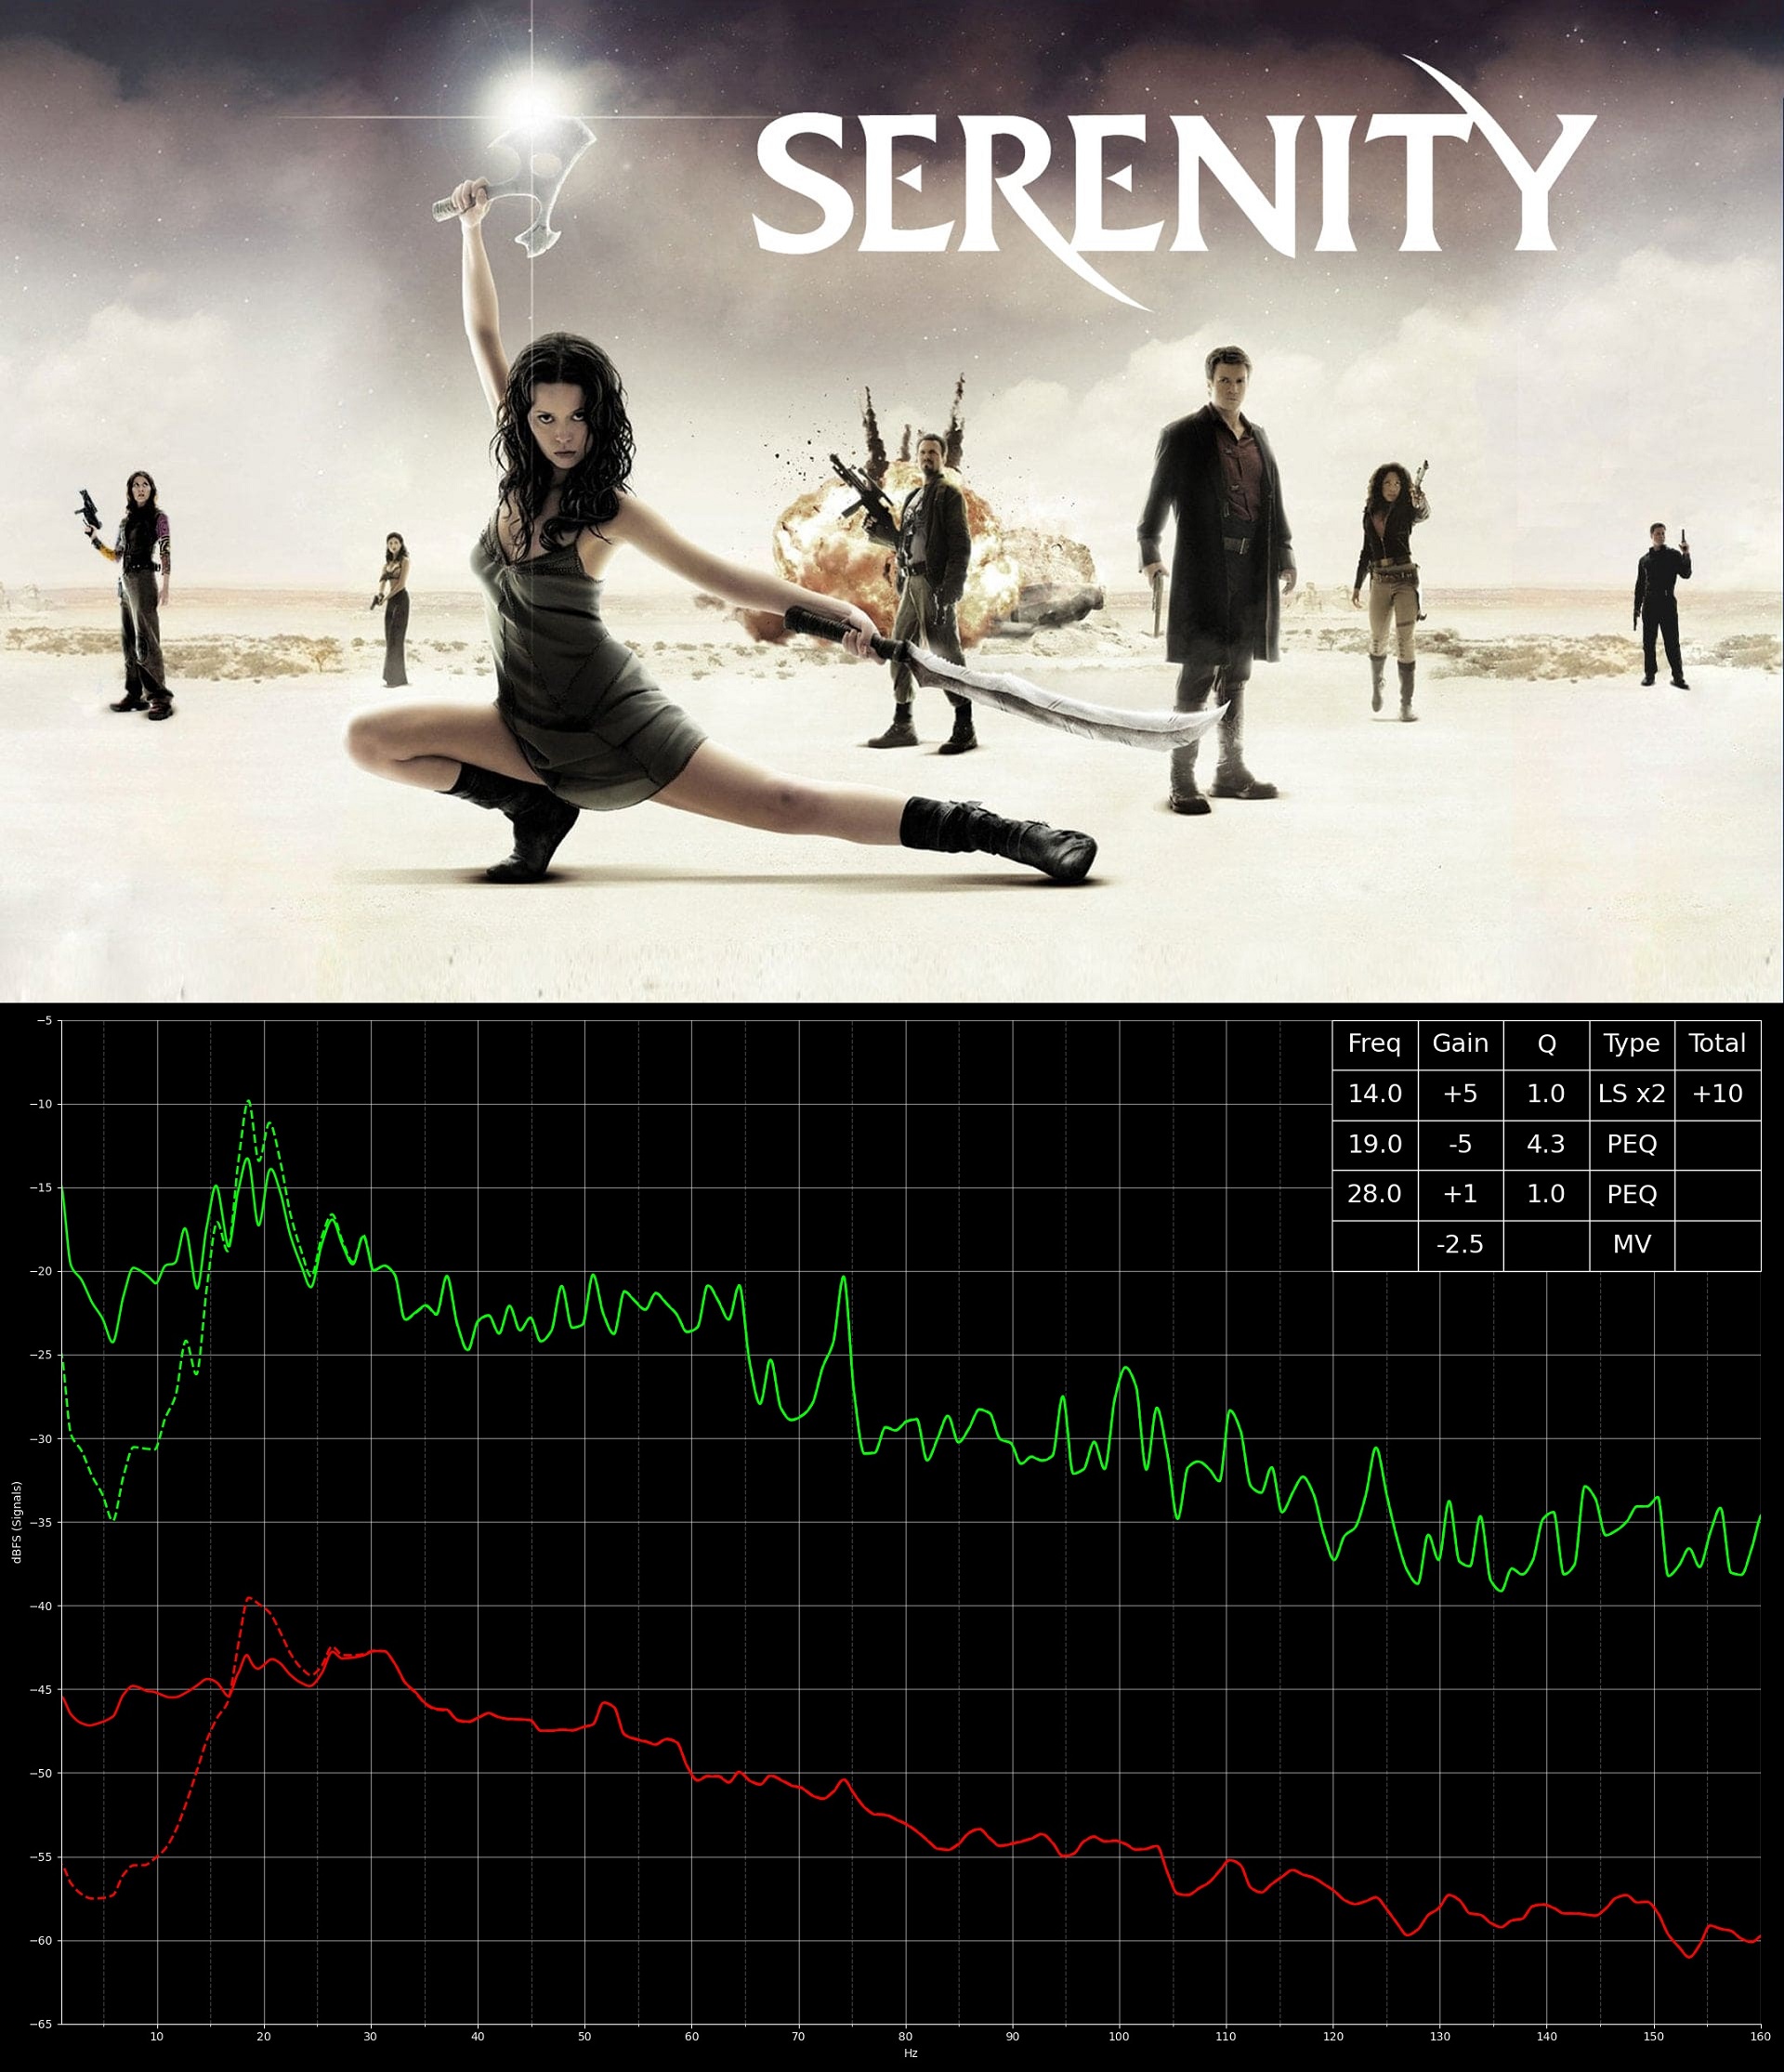 SERENITY
Freq Gain Q Type Total
14.0 +5 1.0 LS x2 +10
19.0 -5 4.3 PEQ
28.0 +1 1.0 PEQ
-2.5 MV
−5
−10
−15
−20
−25
−30
−35
−40
−45
−50
−55
−60
−65
dBFS (Signals)
10 20 30 40 50 60 70 80 90 100 110 120 130 140 150 160
Hz